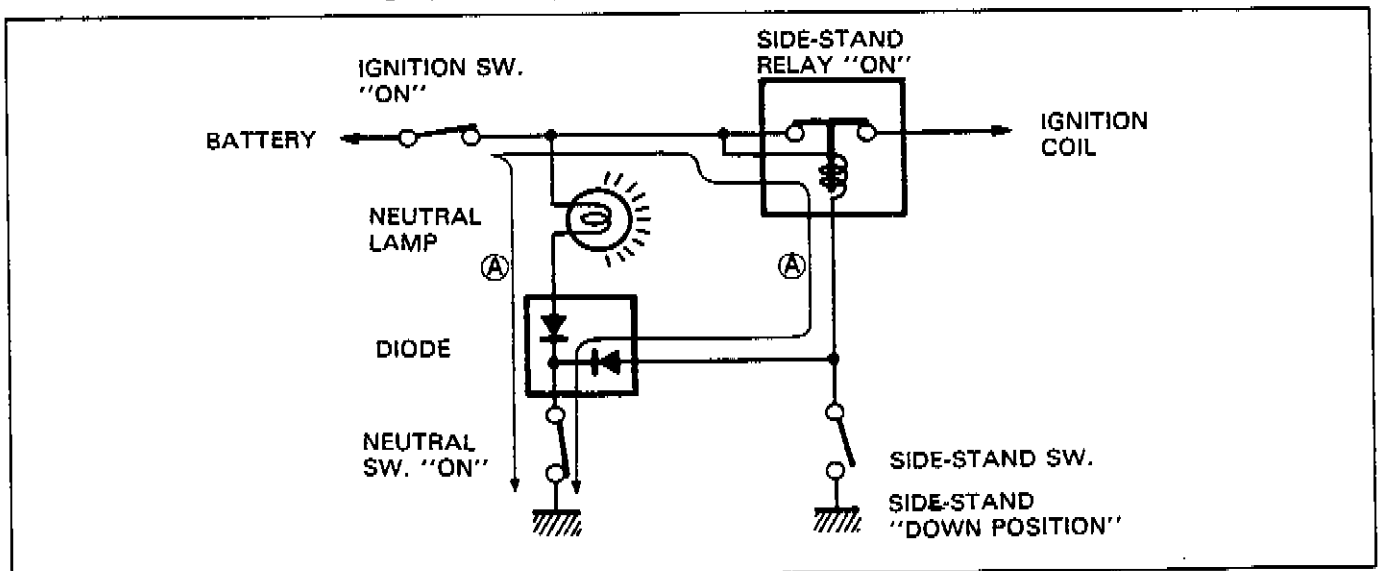 SIDE-STAND
RELAY "ON"
IGNITION SW.
"ON"
BATTERY
IGNITION
COIL
NEUTRAL
LAMP
Ⓐ
Ⓐ
DIODE
NEUTRAL
SW. "ON"
SIDE-STAND SW.
SIDE-STAND
"DOWN POSITION"